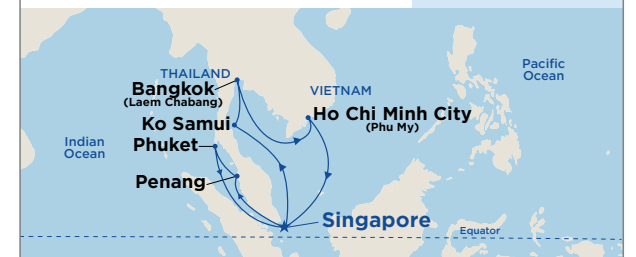 Pacific
Ocean
THAILAND
Bangkok
(Laem Chabang)
VIETNAM
Ho Chi Minh City
(Phu My)
Ko Samui
Indian
Ocean
Phuket
Penang
Singapore
Equator